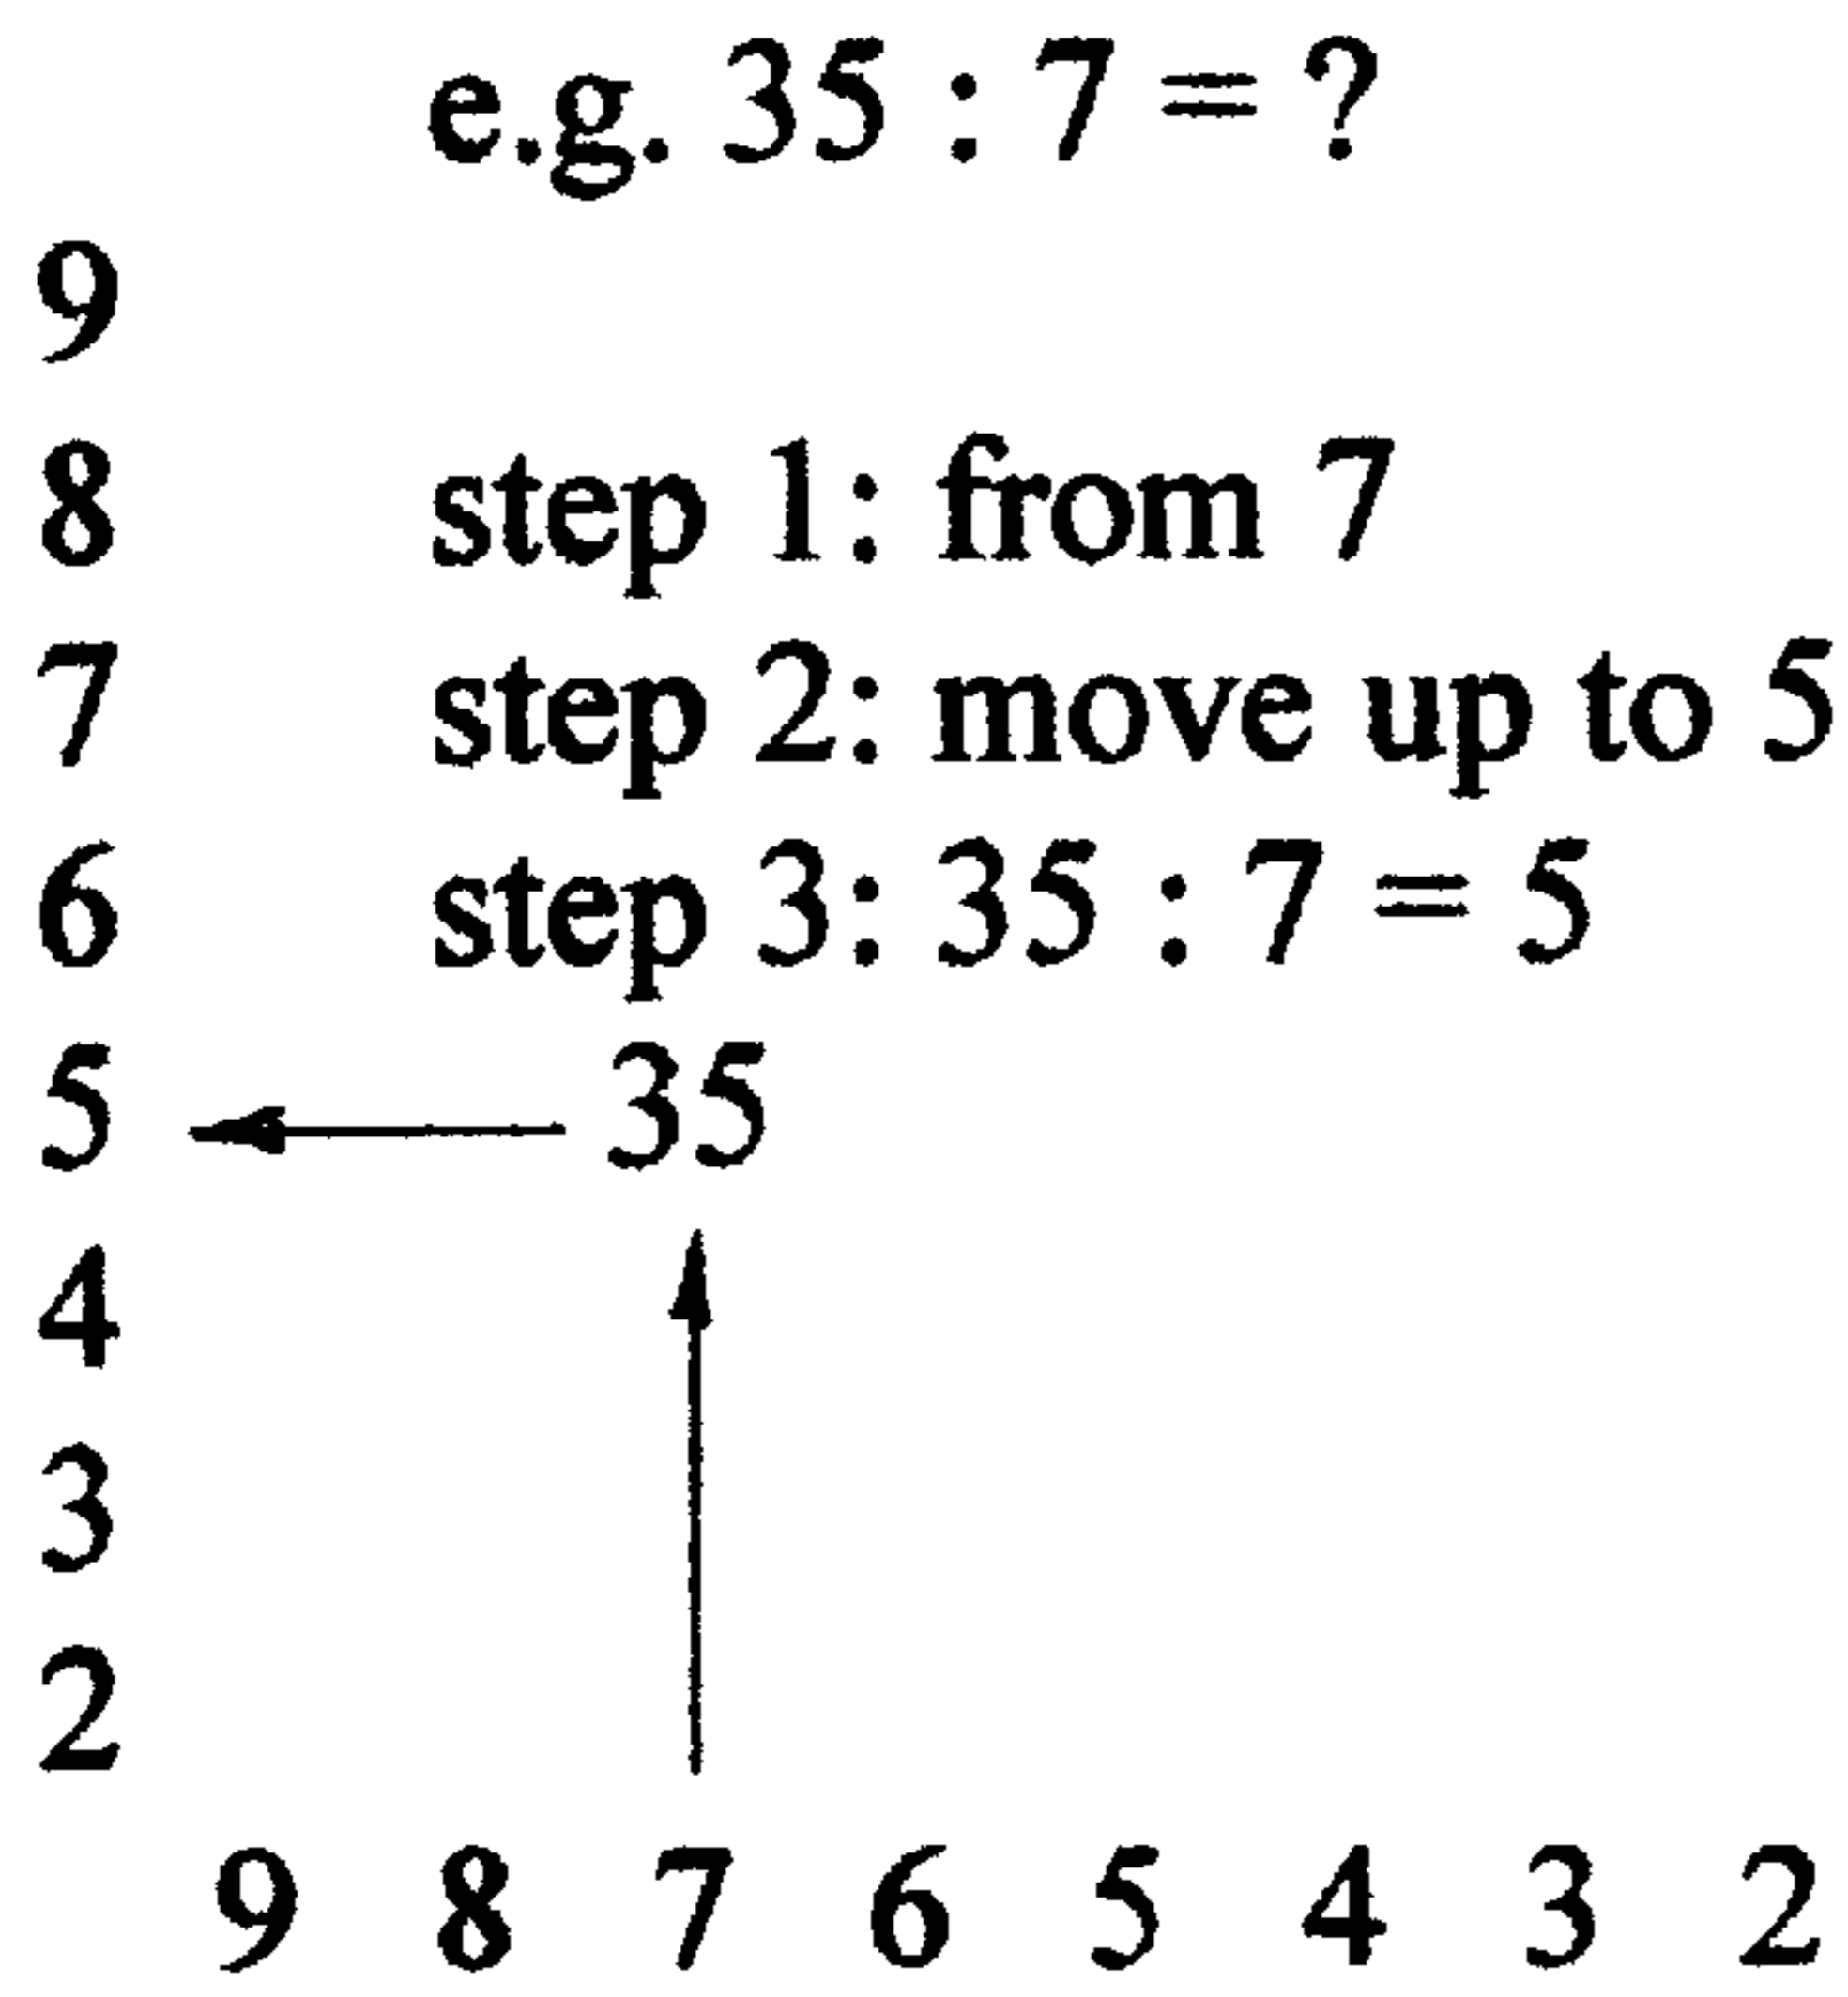 e.g. 35 : 7 = ?
9
8 step 1: from 7
7 step 2: move up to 5
6 step 3: 35 : 7 = 5
5 35
4
3
2
9 8 7 6 5 4 3 2